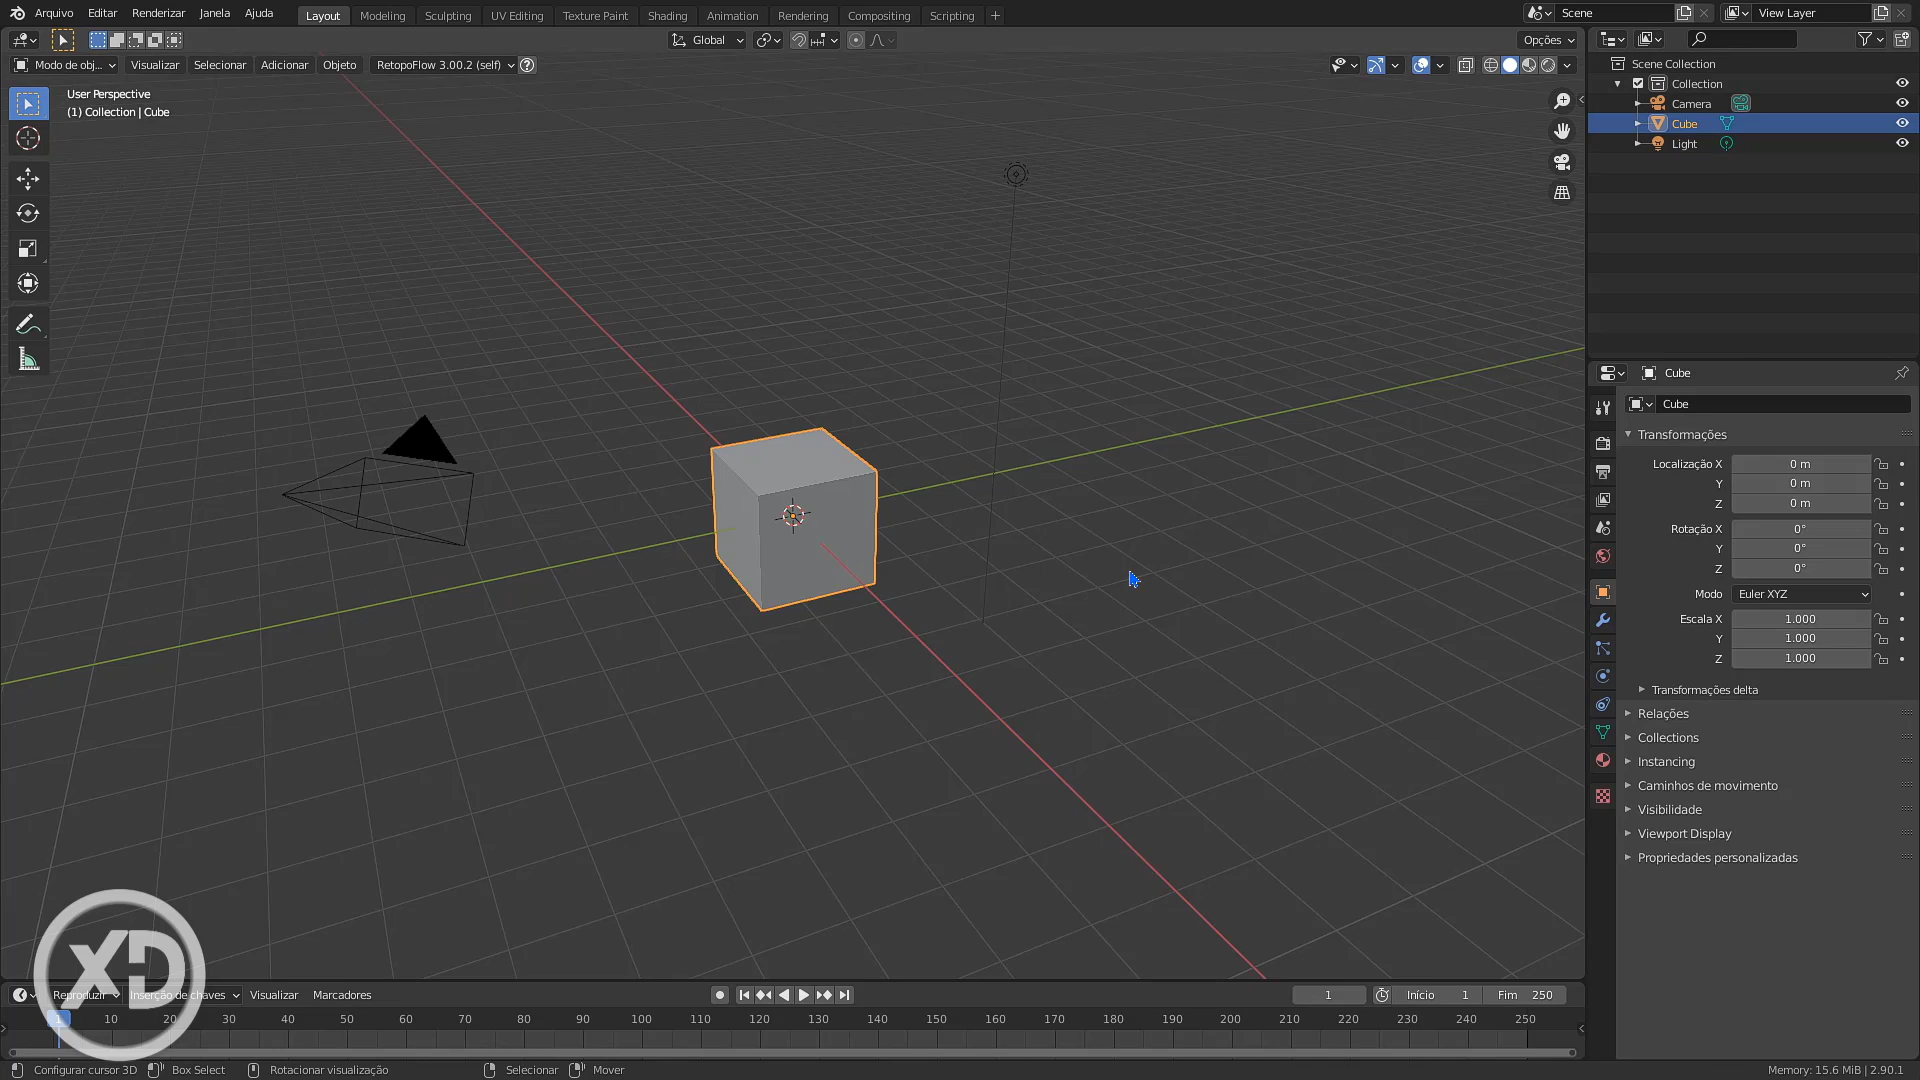 Arquivo Editar Renderizar Janela Ajuda Layout Modeling Sculpting UV Editing Texture Paint Shading Animation Rendering Compositing Scripting + Scene View Layer
Global Opções
Modo de obj... Visualizar Selecionar Adicionar Objeto RetopoFlow 3.00.2 (self) ?
User Perspective
(1) Collection | Cube
Scene Collection
Collection
Camera
Cube
Light
Cube
Cube
Transformações
Localização X 0 m
Y 0 m
Z 0 m
Rotação X 0°
Y 0°
Z 0°
Modo Euler XYZ
Escala X 1.000
Y 1.000
Z 1.000
Transformações delta
Relações
Collections
Instancing
Caminhos de movimento
Visibilidade
Viewport Display
Propriedades personalizadas
XD
Reproduzir Inserção de chaves Visualizar Marcadores 1 Início 1 Fim 250
1 10 20 30 40 50 60 70 80 90 100 110 120 130 140 150 160 170 180 190 200 210 220 230 240 250
Configurar cursor 3D Box Select Rotacionar visualização Selecionar Mover Memory: 15.6 MiB | 2.90.1